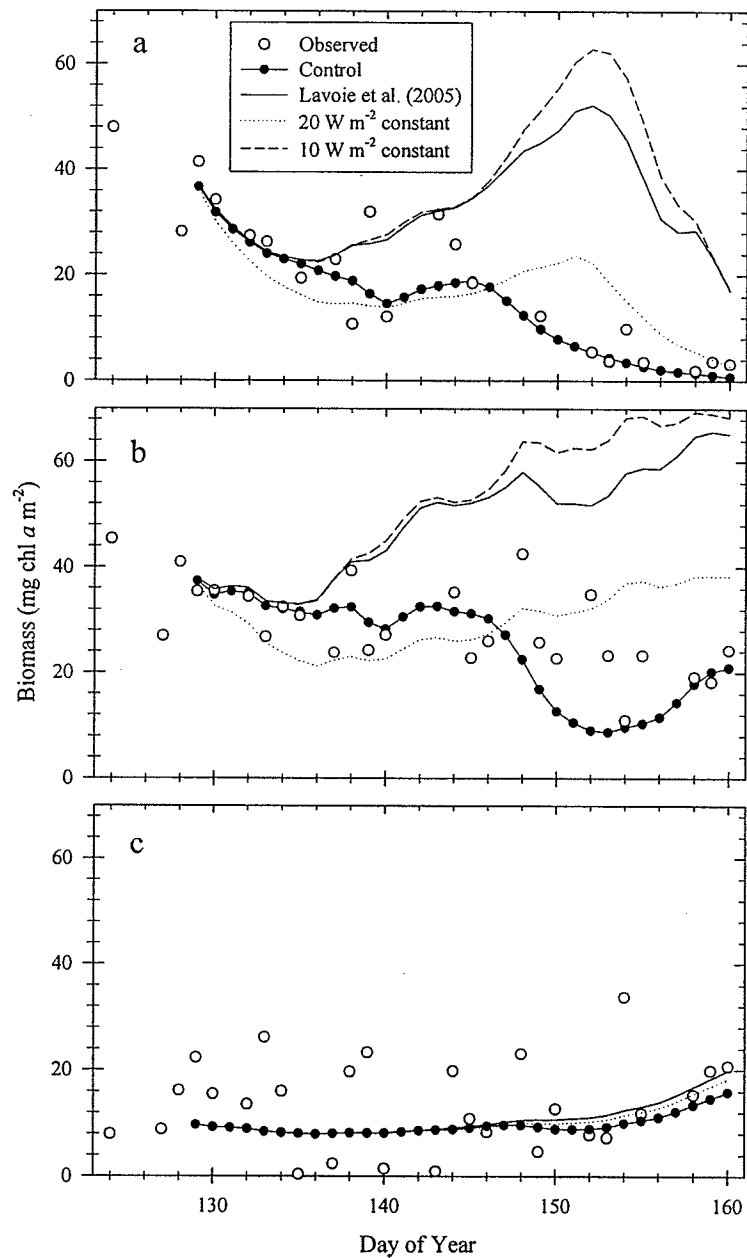 a
Observed
Control
Lavoie et al. (2005)
20 W m⁻² constant
10 W m⁻² constant
60
40
20
0
b
60
40
20
0
Biomass (mg chl a m⁻²)
c
60
40
20
0
130
140
150
160
Day of Year